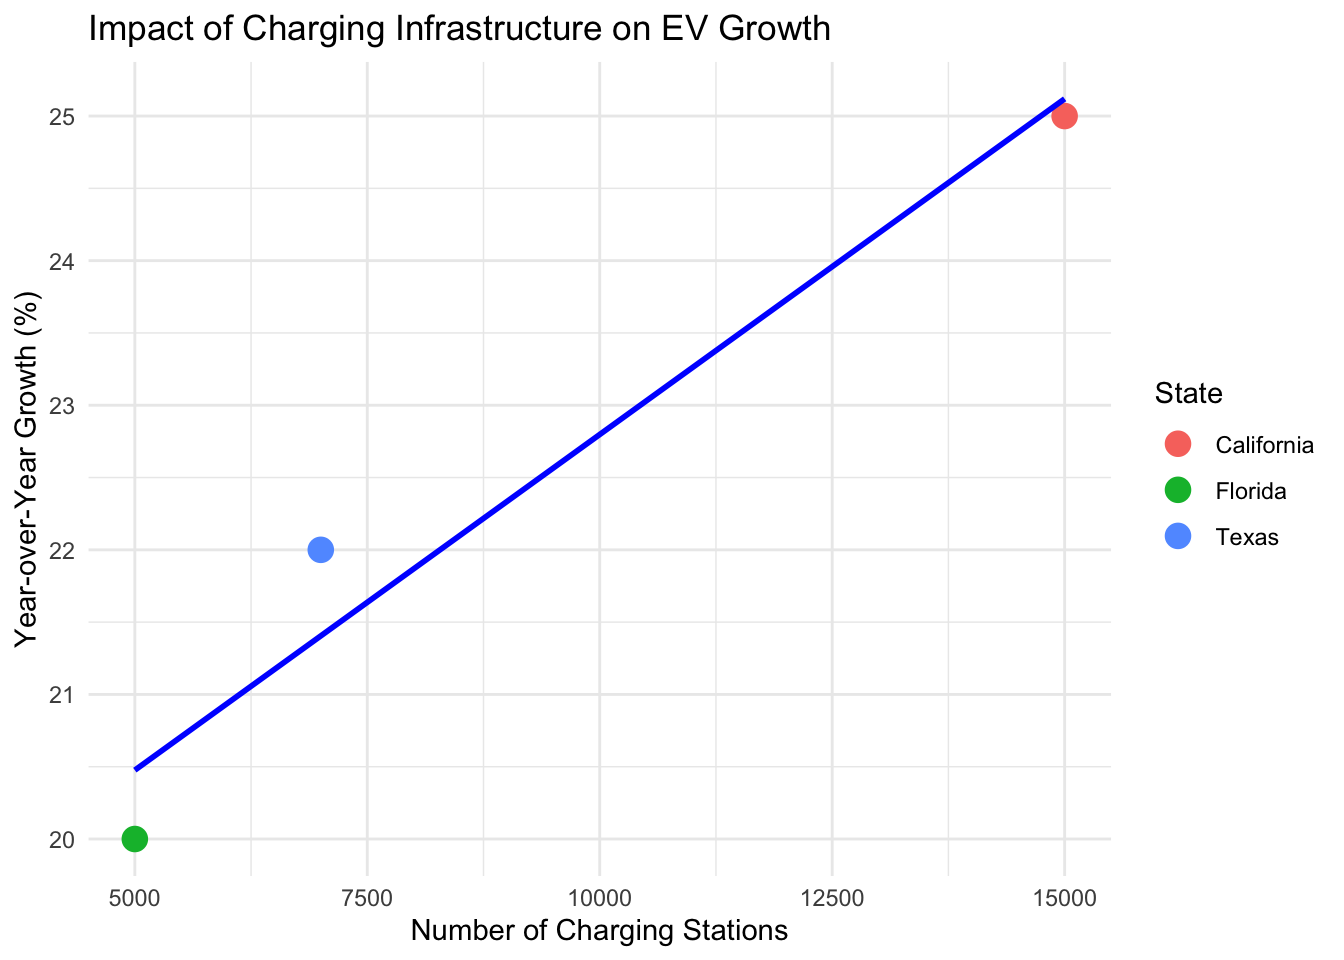 Impact of Charging Infrastructure on EV Growth
Year-over-Year Growth (%)
25
24
23
22
21
20
5000 7500 10000 12500 15000
Number of Charging Stations
State
California
Florida
Texas